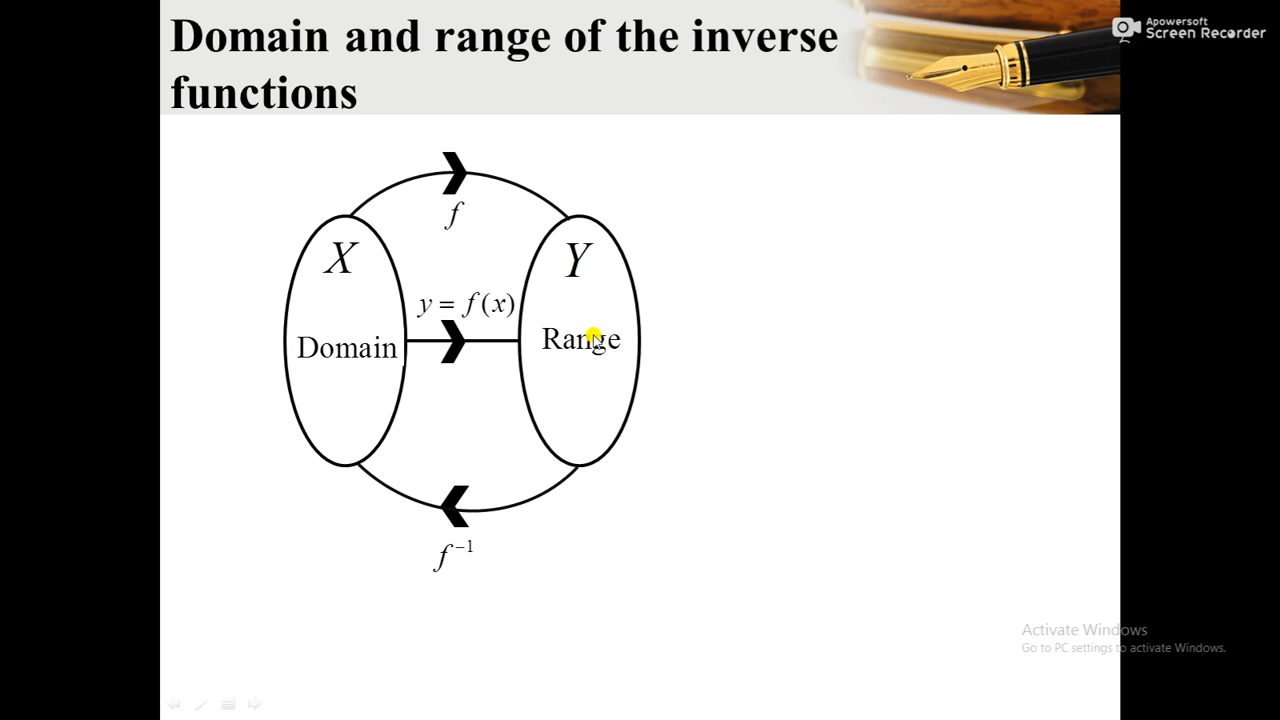 Domain and range of the inverse
functions
Apowersoft
Screen Recorder
f
X
Y
y = f(x)
Domain
Range
f⁻¹
Activate Windows
Go to PC settings to activate Windows.